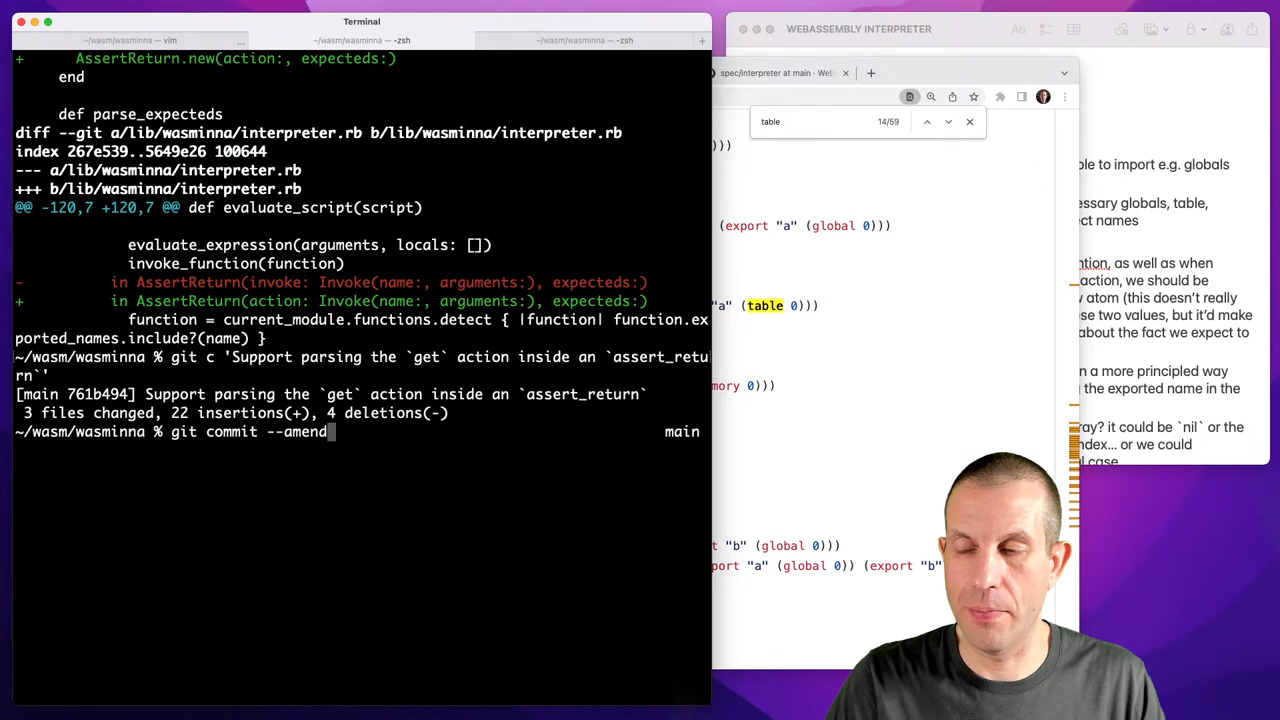 Terminal
~/wasm/wasminna — vim
...
~/wasm/wasminna — -zsh
~/wasm/wasminna — -zsh
+ AssertReturn.new(action:, expecteds:)
end
def parse_expecteds
diff --git a/lib/wasminna/interpreter.rb b/lib/wasminna/interpreter.rb
index 267e539..5649e26 100644
--- a/lib/wasminna/interpreter.rb
+++ b/lib/wasminna/interpreter.rb
@@ -120,7 +120,7 @@ def evaluate_script(script)
evaluate_expression(arguments, locals: [])
invoke_function(function)
- in AssertReturn(invoke: Invoke(name:, arguments:), expecteds:)
+ in AssertReturn(action: Invoke(name:, arguments:), expecteds:)
function = current_module.functions.detect { |function| function.ex
ported_names.include?(name) }
~/wasm/wasminna % git c 'Support parsing the `get` action inside an `assert_retu
rn`'
[main 761b494] Support parsing the `get` action inside an `assert_return`
3 files changed, 22 insertions(+), 4 deletions(-)
~/wasm/wasminna % git commit --amend main
WEBASSEMBLY INTERPRETER
spec/interpreter at main · Web
table 14/59
)))
(export "a" (global 0)))
"a" (table 0)))
mory 0)))
t "b" (global 0)))
port "a" (global 0)) (export "b"
ble to import e.g. globals
essary globals, table,
ect names
ntion, as well as when
action, we should be
w atom (this doesn't really
ese two values, but it'd make
about the fact we expect to
n a more principled way
g the exported name in the
ray? it could be `nil` or the
ndex... or we could
al case